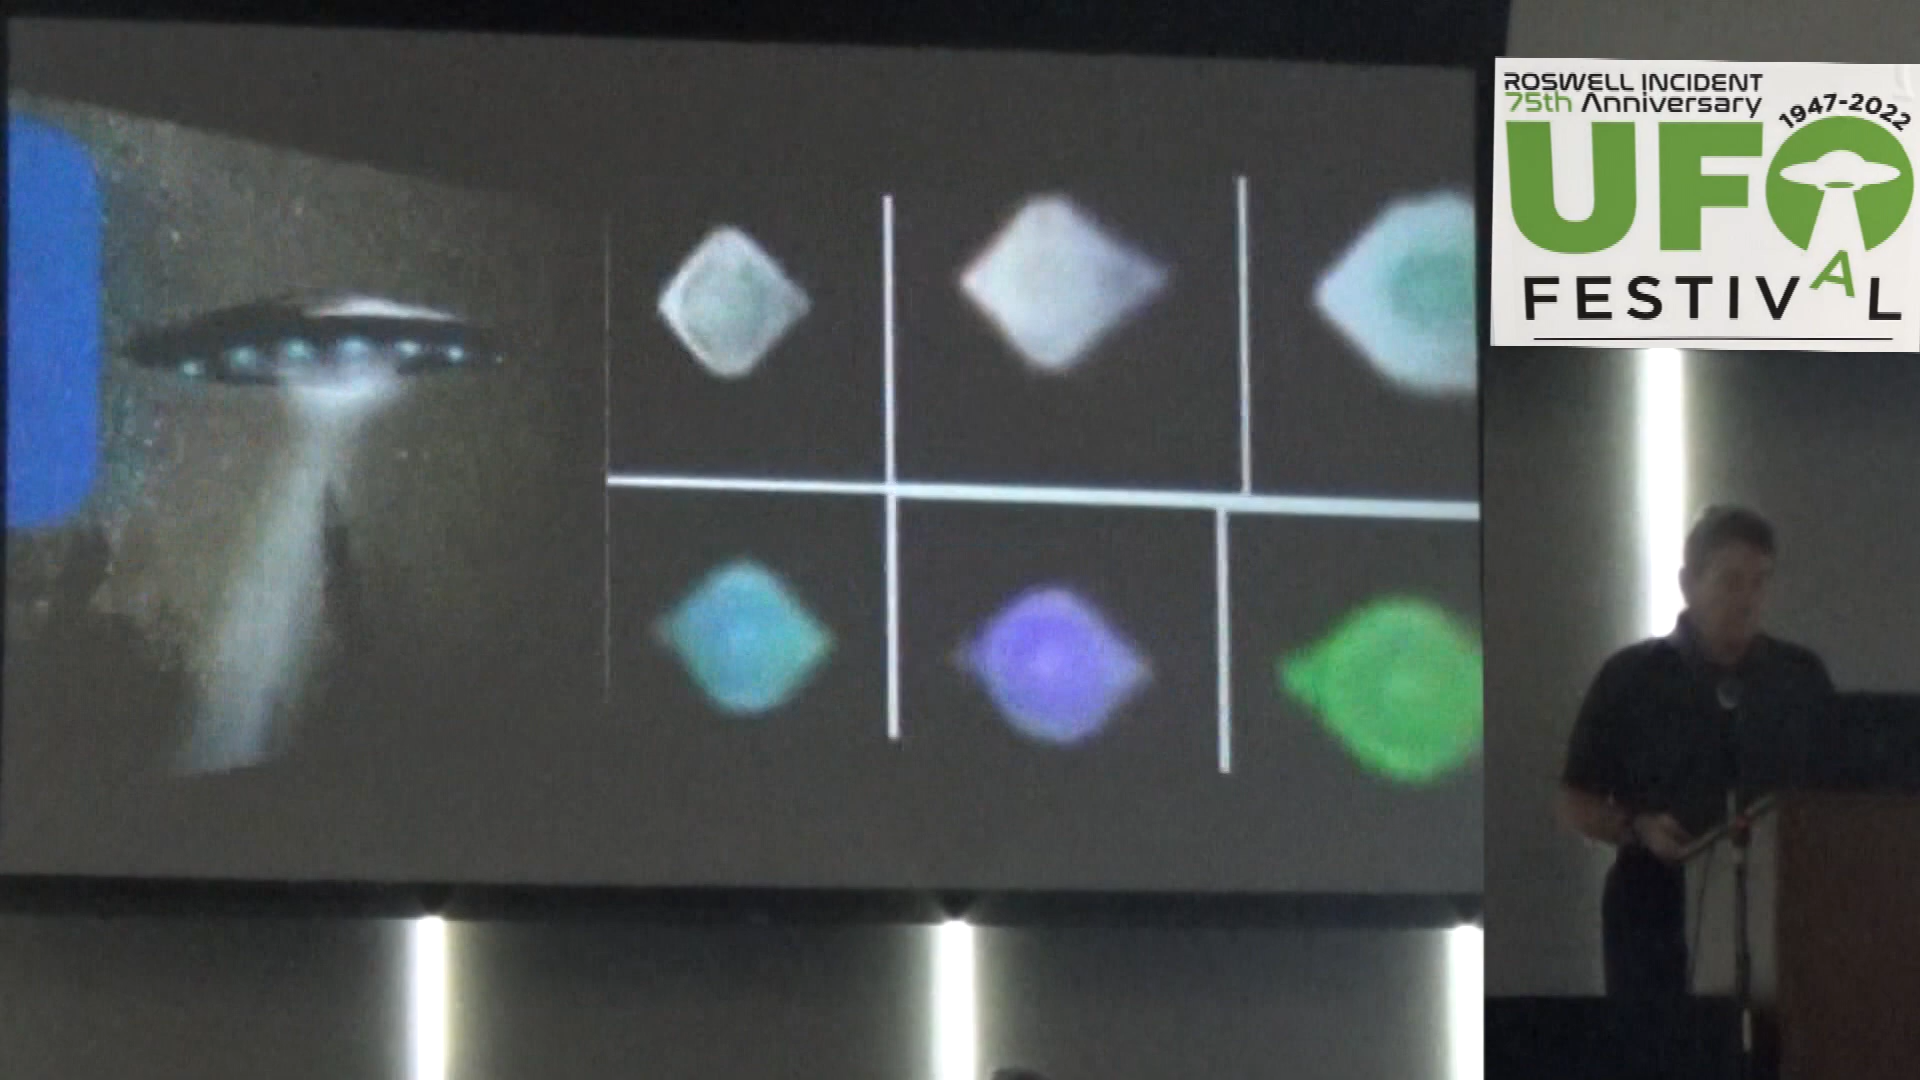 ROSWELL INCIDENT
75th Anniversary
1947-2022
UFO
FESTIVAL